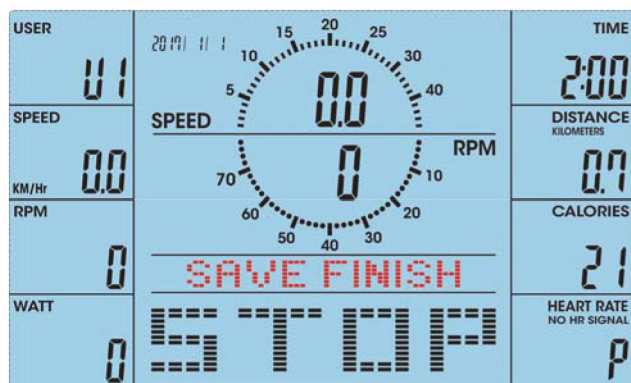 USER
U1
SPEED
KM/Hr 0.0
RPM
0
WATT
0
2017/ 1/ 1
5 10 15 20 25 30 40
SPEED
0.0
RPM
0
70 60 50 40 30 20 10
SAVE FINISH
STOP
TIME
2:00
DISTANCE
KILOMETERS
0.7
CALORIES
21
HEART RATE
NO HR SIGNAL
P